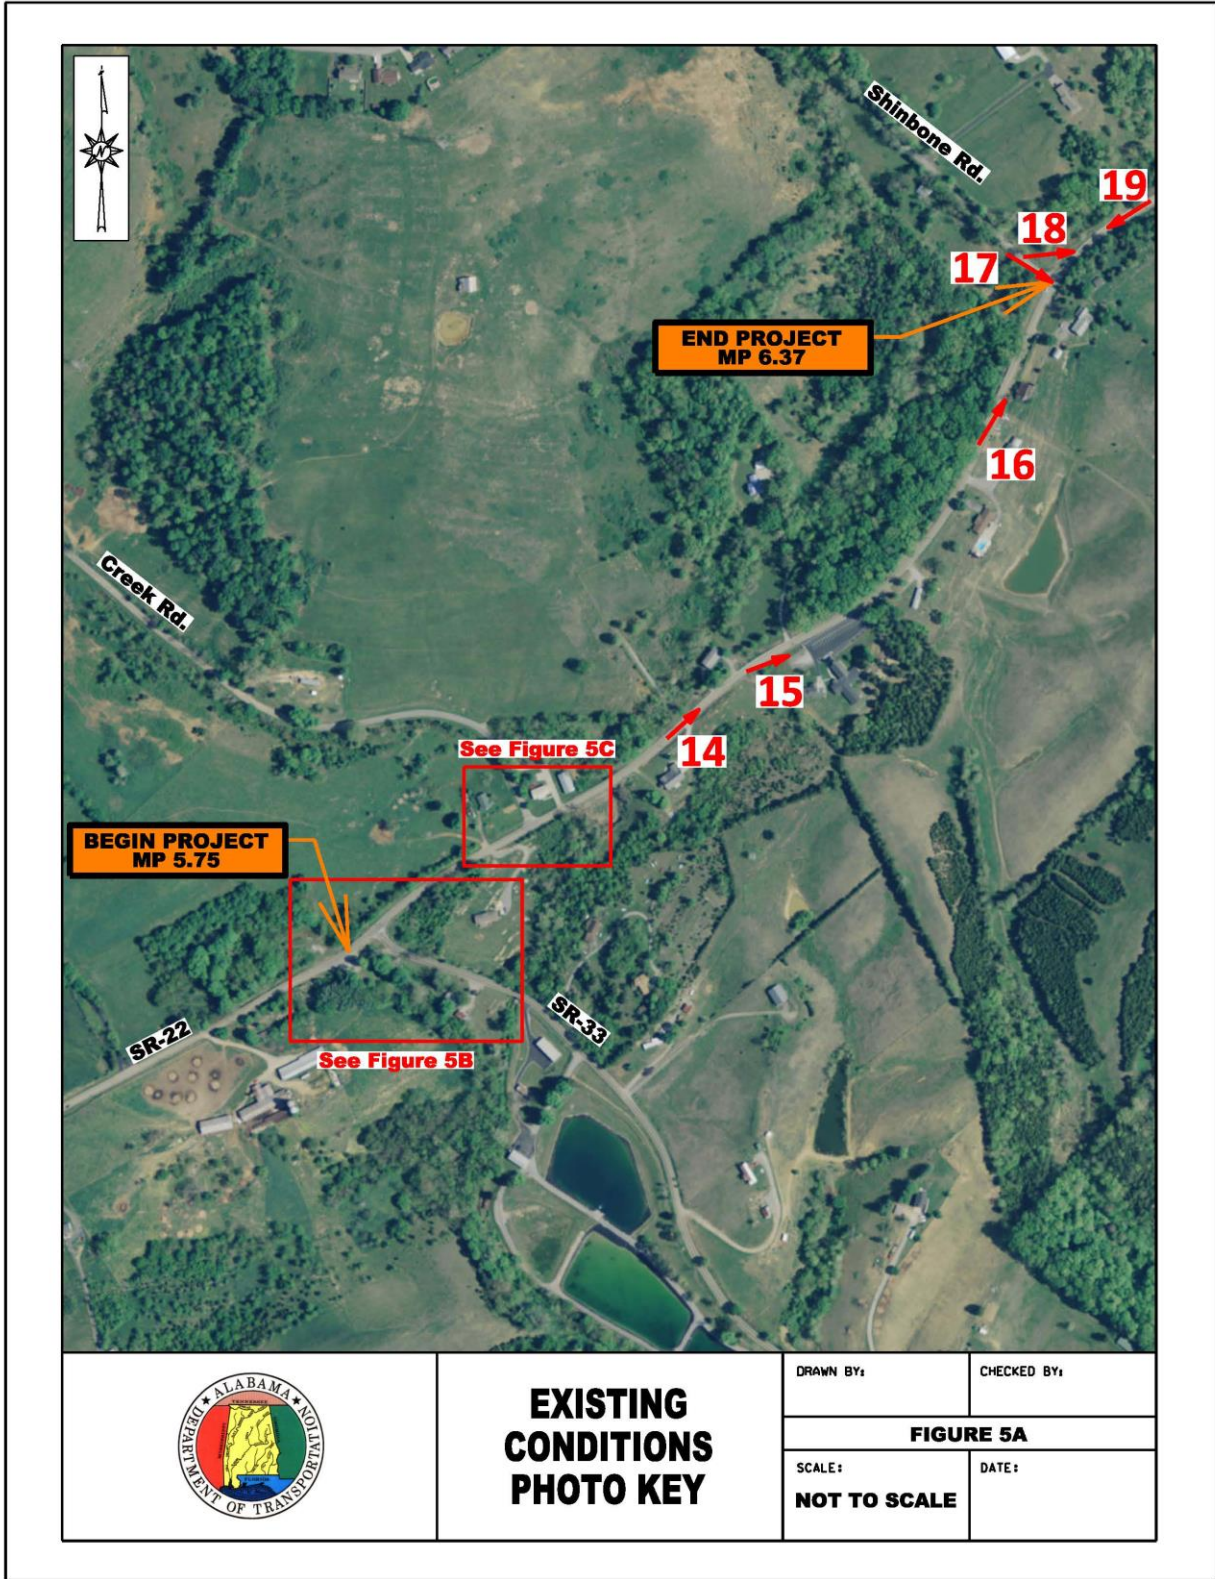 N
Shinbone Rd.
19
18
17
END PROJECT
MP 6.37
16
Creek Rd.
15
14
See Figure 5C
BEGIN PROJECT
MP 5.75
SR-22
SR-33
See Figure 5B
ALABAMA
DEPARTMENT OF TRANSPORTATION
TENNESSEE
FLORIDA
EXISTING
CONDITIONS
PHOTO KEY
DRAWN BY:
CHECKED BY:
FIGURE 5A
SCALE:
NOT TO SCALE
DATE: